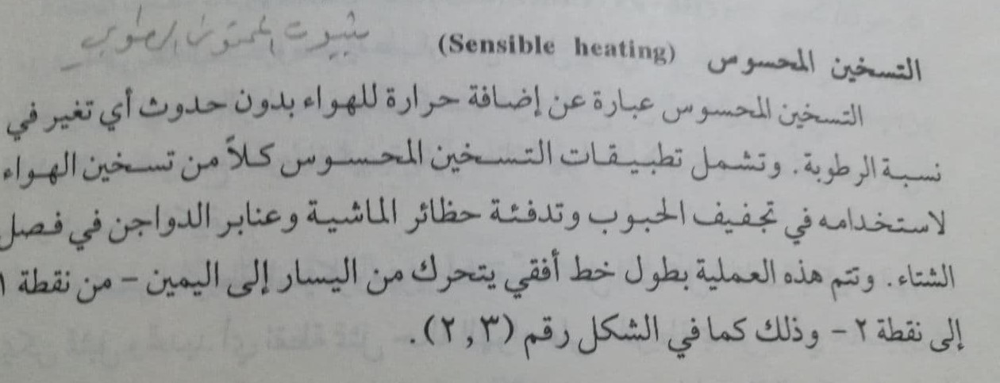 بثبوت المحتوى الرطوبي
التسخين المحسوس (Sensible heating)
التسخين المحسوس عبارة عن إضافة حرارة للهواء بدون حدوث أي تغير في
نسبة الرطوبة. وتشمل تطبيقات التسخين المحسوس كلاً من تسخين الهواء
لاستخدامه في تجفيف الحبوب وتدفئة حظائر الماشية وعنابر الدواجن في فصل
الشتاء. وتتم هذه العملية بطول خط أفقي يتحرك من اليسار إلى اليمين - من نقطة ١
إلى نقطة ٢ - وذلك كما في الشكل رقم (٢,٣).